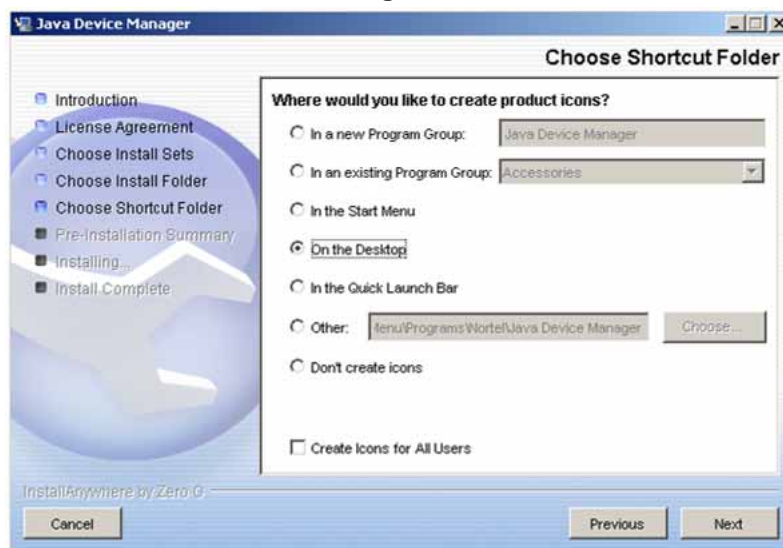 Java Device Manager
Choose Shortcut Folder
Introduction
License Agreement
Choose Install Sets
Choose Install Folder
Choose Shortcut Folder
Pre-Installation Summary
Installing...
Install Complete
Where would you like to create product icons?
In a new Program Group: Java Device Manager
In an existing Program Group: Accessories
In the Start Menu
On the Desktop
In the Quick Launch Bar
Other: Menu\Programs\Nortel\Java Device Manager Choose...
Don't create icons
Create Icons for All Users
InstallAnywhere by Zero G
Cancel Previous Next